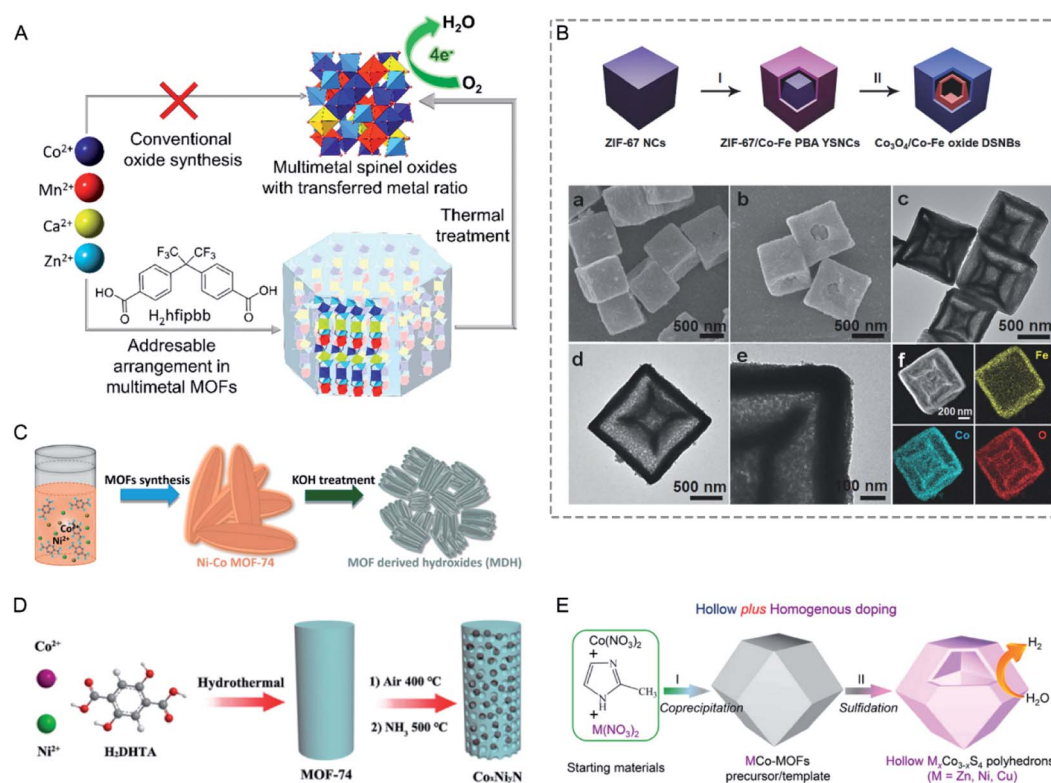 A
Co2+
Mn2+
Ca2+
Zn2+
Conventional
oxide synthesis
H2O
4e-
O2
Multimetal spinel oxides
with transferred metal ratio
Thermal
treatment
F3C CF3
HO
O
OH
O
H2hfipbb
Addresable
arrangement in
multimetal MOFs
B
I
II
ZIF-67 NCs
ZIF-67/Co-Fe PBA YSNCs
Co3O4/Co-Fe oxide DSNBs
a
500 nm
b
500 nm
c
500 nm
d
500 nm
e
100 nm
f
200 nm
Fe
Co
O
C
Co2+
Ni2+
MOFs synthesis
Ni-Co MOF-74
KOH treatment
MOF derived hydroxides (MDH)
D
Co2+
Ni2+
H2DHTA
Hydrothermal
MOF-74
1) Air 400 °C
2) NH3 500 °C
CoxNiyN
E
Hollow plus Homogenous doping
Co(NO3)2
+
N
N
H
CH3
+
M(NO3)2
Starting materials
I
Coprecipitation
MCo-MOFs
precursor/template
II
Sulfidation
H2
H2O
Hollow MxCo3-xS4 polyhedrons
(M = Zn, Ni, Cu)